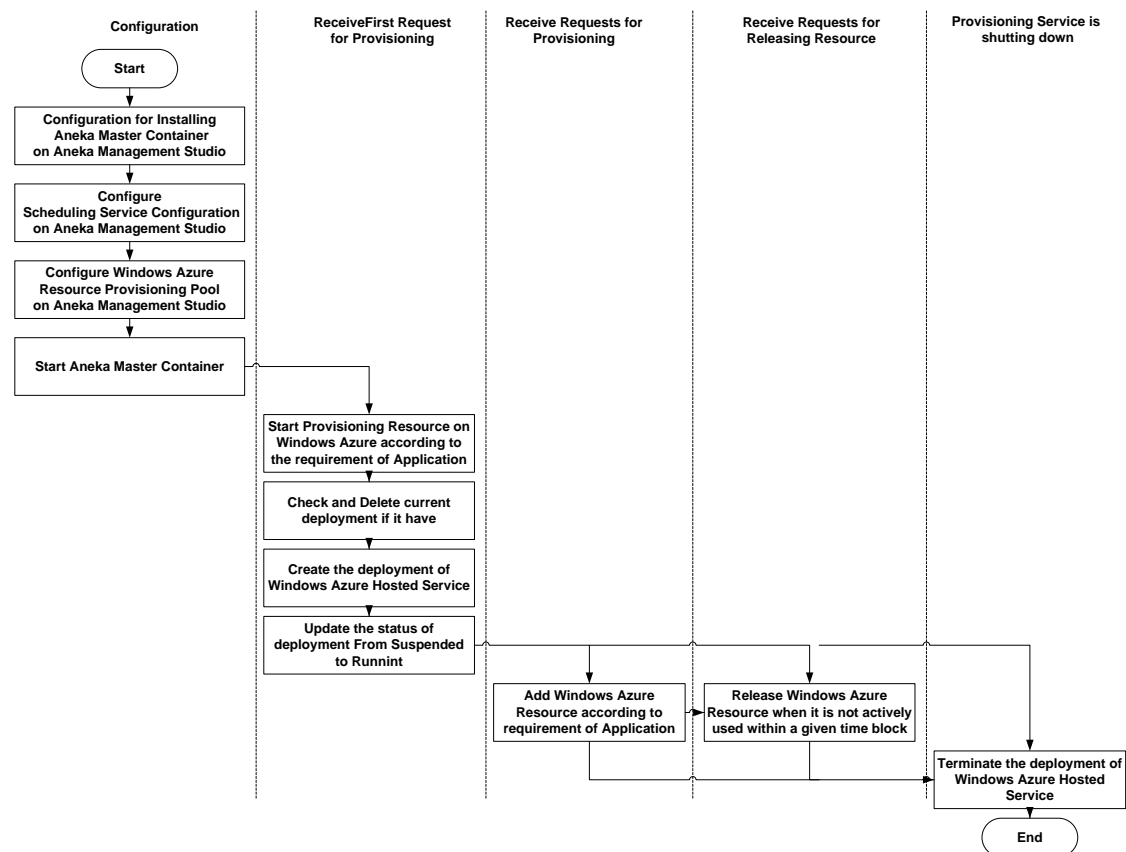 Configuration
ReceiveFirst Request
for Provisioning
Receive Requests for
Provisioning
Receive Requests for
Releasing Resource
Provisioning Service is
shutting down
Start
Configuration for Installing
Aneka Master Container
on Aneka Management Studio
Configure
Scheduling Service Configuration
on Aneka Management Studio
Configure Windows Azure
Resource Provisioning Pool
on Aneka Management Studio
Start Aneka Master Container
Start Provisioning Resource on
Windows Azure according to
the requirement of Application
Check and Delete current
deployment if it have
Create the deployment of
Windows Azure Hosted Service
Update the status of
deployment From Suspended
to Runnint
Add Windows Azure
Resource according to
requirement of Application
Release Windows Azure
Resource when it is not actively
used within a given time block
Terminate the deployment of
Windows Azure Hosted
Service
End